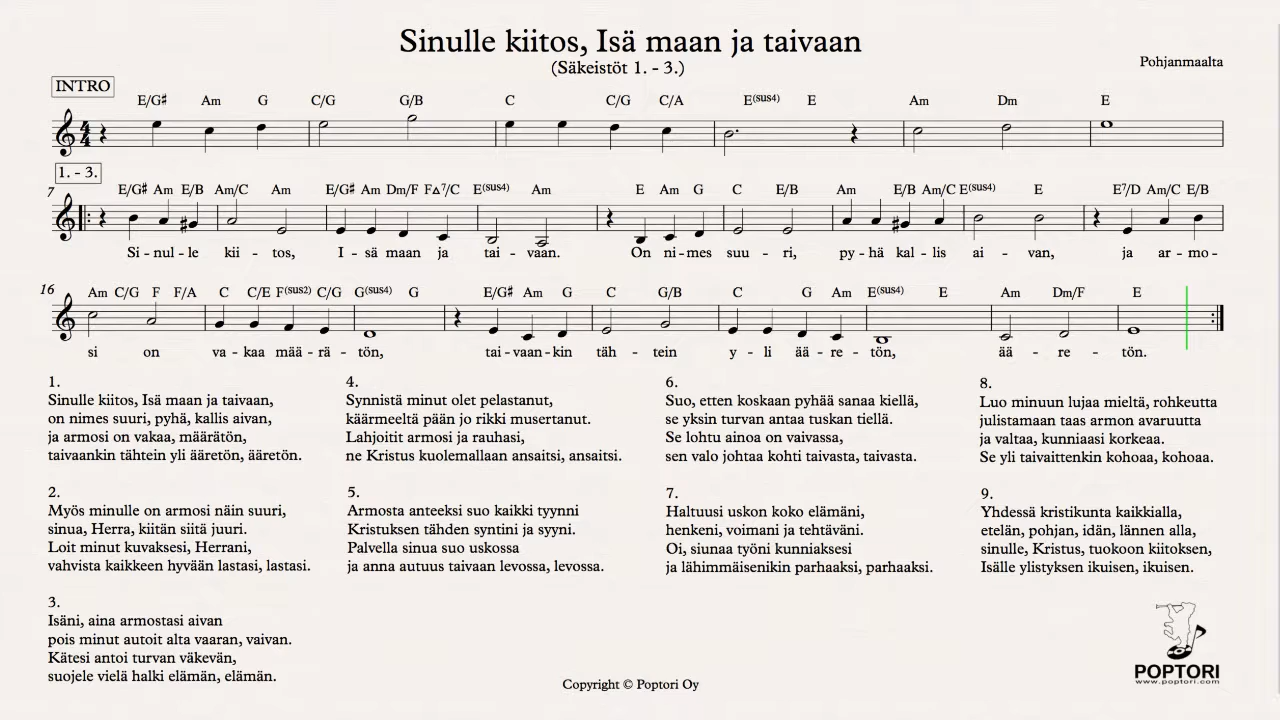 Sinulle kiitos, Isä maan ja taivaan
(Säkeistöt 1. - 3.)
Pohjanmaalta
INTRO
E/G# Am G C/G G/B C C/G C/A E(sus4) E Am Dm E
4
4
1. - 3.
7
E/G# Am E/B Am/C Am E/G# Am Dm/F F△7/C E(sus4) Am E Am G C E/B Am E/B Am/C E(sus4) E E7/D Am/C E/B
Si - nul - le kii - tos, I - sä maan ja tai - vaan. On ni - mes suu - ri, py - hä kal - lis ai - van, ja ar - mo -
16
Am C/G F F/A C C/E F(sus2) C/G G(sus4) G E/G# Am G C G/B C G Am E(sus4) E Am Dm/F E
si on va - kaa mää - rä - tön, tai - vaan - kin täh - tein y - li ää - re - tön, ää - re - tön.
1.
Sinulle kiitos, Isä maan ja taivaan,
on nimes suuri, pyhä, kallis aivan,
ja armosi on vakaa, määrätön,
taivaankin tähtein yli ääretön, ääretön.
2.
Myös minulle on armosi näin suuri,
sinua, Herra, kiitän siitä juuri.
Loit minut kuvaksesi, Herrani,
vahvista kaikkeen hyvään lastasi, lastasi.
3.
Isäni, aina armostasi aivan
pois minut autoit alta vaaran, vaivan.
Kätesi antoi turvan väkevän,
suojele vielä halki elämän, elämän.
4.
Synnistä minut olet pelastanut,
käärmeeltä pään jo rikki musertanut.
Lahjoitit armosi ja rauhasi,
ne Kristus kuolemallaan ansaitsi, ansaitsi.
5.
Armosta anteeksi suo kaikki tyynni
Kristuksen tähden syntini ja syyni.
Palvella sinua suo uskossa
ja anna autuus taivaan levossa, levossa.
6.
Suo, etten koskaan pyhää sanaa kiellä,
se yksin turvan antaa tuskan tiellä.
Se lohtu ainoa on vaivassa,
sen valo johtaa kohti taivasta, taivasta.
7.
Haltuusi uskon koko elämäni,
henkeni, voimani ja tehtäväni.
Oi, siunaa työni kunniaksesi
ja lähimmäisenikin parhaaksi, parhaaksi.
8.
Luo minuun lujaa mieltä, rohkeutta
julistamaan taas armon avaruutta
ja valtaa, kunniaasi korkeaa.
Se yli taivaittenkin kohoaa, kohoaa.
9.
Yhdessä kristikunta kaikkialla,
etelän, pohjan, idän, lännen alla,
sinulle, Kristus, tuokoon kiitoksen,
Isälle ylistyksen ikuisen, ikuisen.
POPTORI
www.poptori.com
Copyright © Poptori Oy